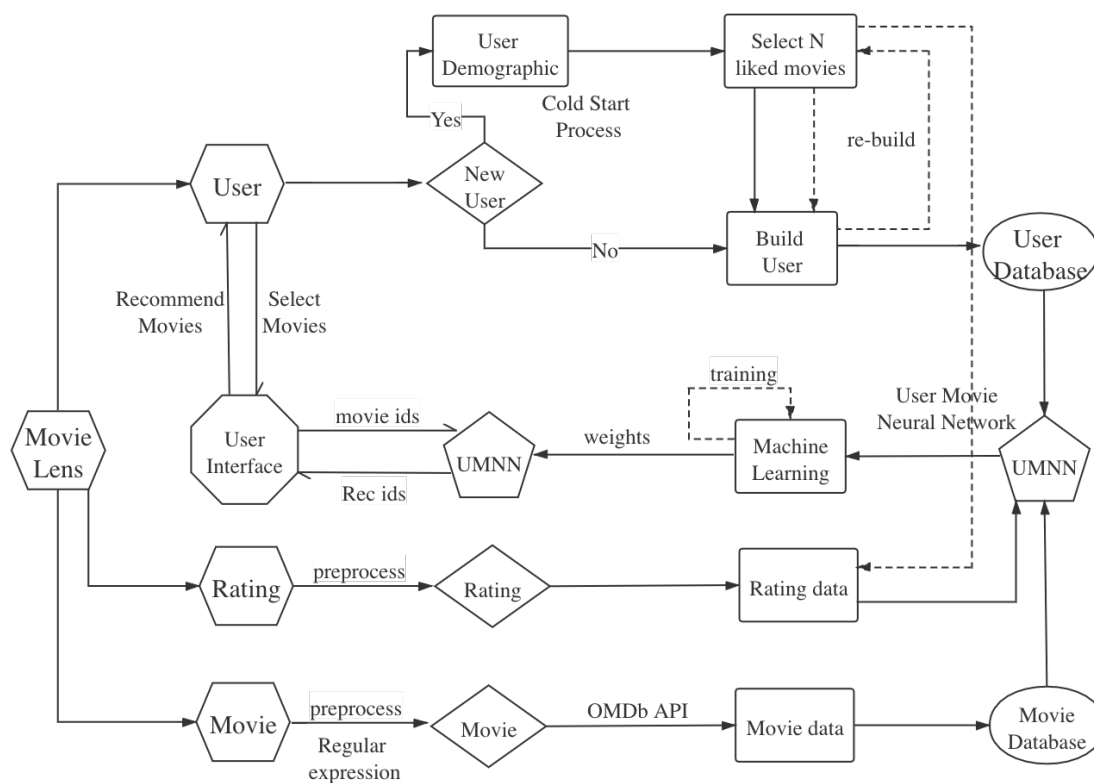 User
Demographic
Select N
liked movies
Cold Start
Process
Yes
re-build
User
New
User
No
Build
User
User
Database
Recommend
Movies
Select
Movies
training
User Movie
Neural Network
Movie
Lens
User
Interface
movie ids
Rec ids
UMNN
weights
Machine
Learning
UMNN
Rating
preprocess
Rating
Rating data
Movie
preprocess
Regular
expression
Movie
OMDb API
Movie data
Movie
Database